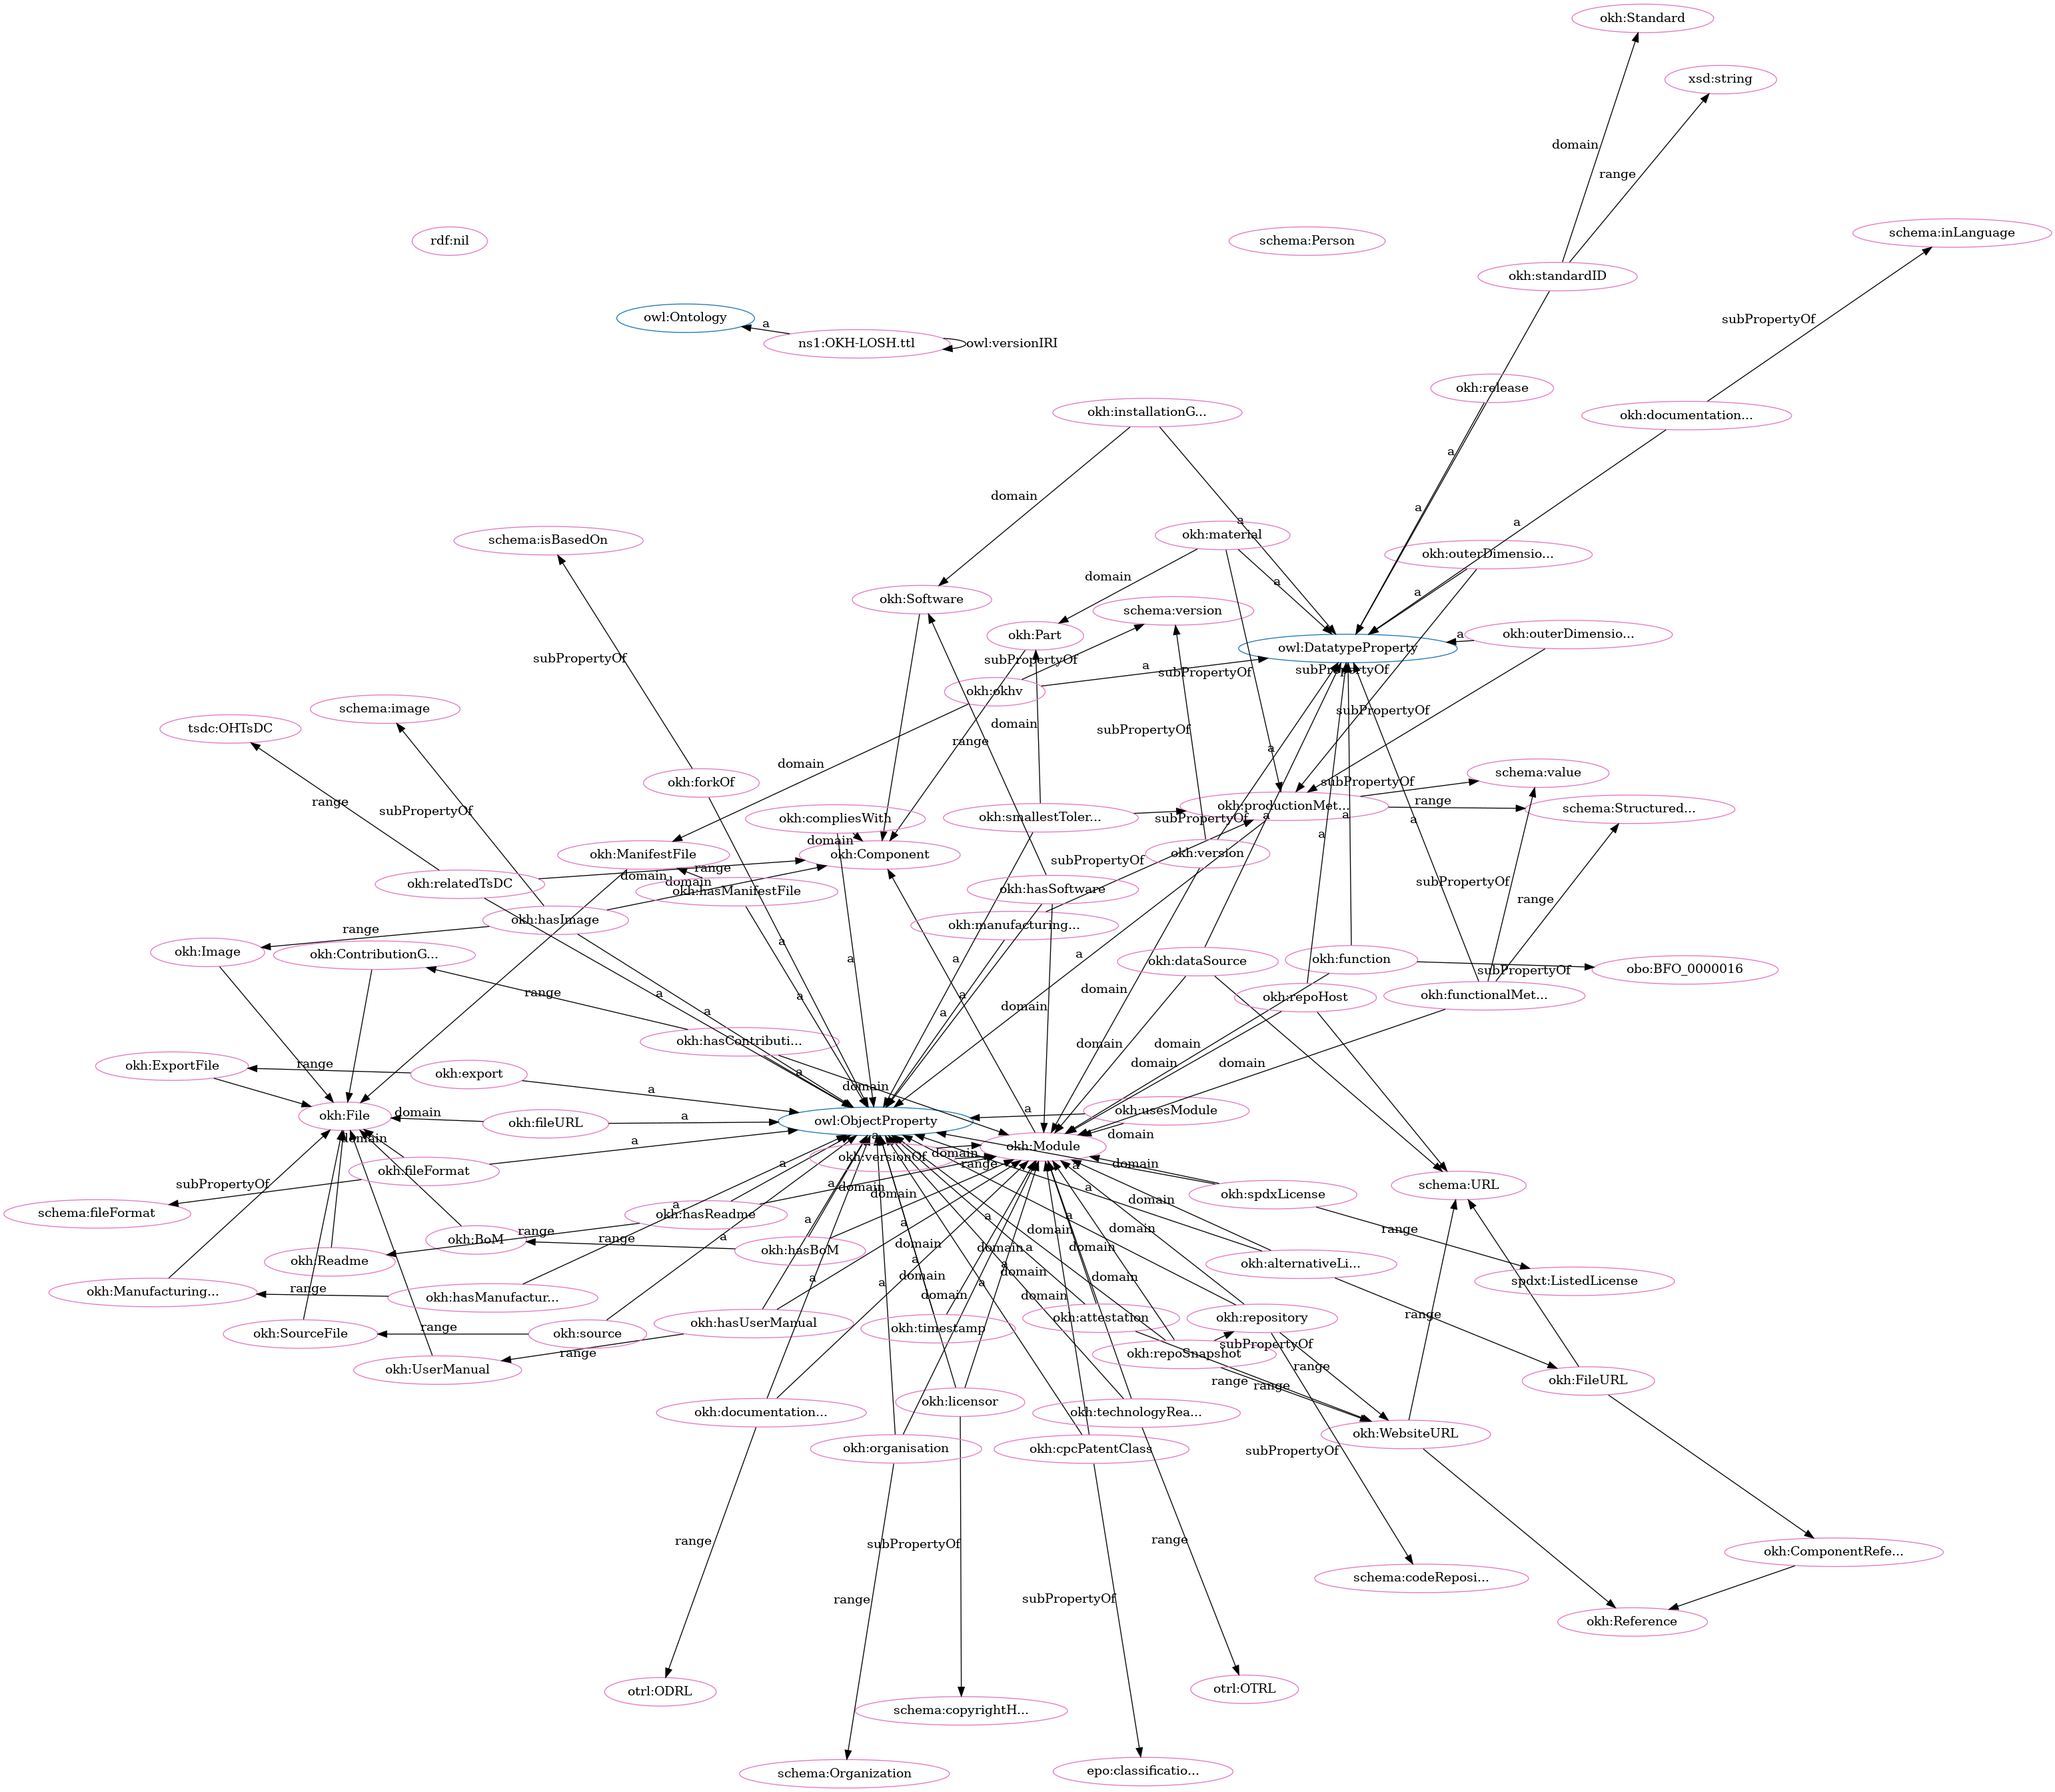 okh:Standard
xsd:string
domain
range
schema:inLanguage
rdf:nil
schema:Person
okh:standardID
owl:Ontology
a
subPropertyOf
ns1:OKH-LOSH.ttl
owl:versionIRI
okh:release
okh:installationG...
okh:documentation...
a
domain
a
a
a
schema:isBasedOn
okh:material
okh:outerDimensio...
domain
a
a
okh:Software
schema:version
okh:Part
okh:outerDimensio...
a
owl:DatatypeProperty
subPropertyOf
subPropertyOf
a
subPropertyOf
subPropertyOf
okh:okhv
schema:image
subPropertyOf
tsdc:OHTsDC
domain
subPropertyOf
range
a
domain
schema:value
okh:forkOf
subPropertyOf
range
subPropertyOf
okh:productionMet...
range
schema:Structured...
okh:compliesWith
okh:smallestToler...
subPropertyOf
a
a
a
a
domain
okh:ManifestFile
okh:Component
okh:version
subPropertyOf
range
domain
okh:relatedTsDC
domain
okh:hasManifestFile
okh:hasSoftware
subPropertyOf
range
okh:hasImage
okh:manufacturing...
range
a
okh:Image
okh:ContributionG...
a
a
a
okh:dataSource
okh:function
subPropertyOf
obo:BFO_0000016
range
a
a
a
domain
okh:repoHost
okh:functionalMet...
a
a
domain
okh:hasContributi...
domain
domain
okh:ExportFile
range
okh:export
a
domain
domain
domain
a
okh:File
domain
okh:fileURL
a
owl:ObjectProperty
a
okh:usesModule
domain
domain
a
a
okh:Module
okh:fileFormat
okh:versionOf
domain
range
a
domain
subPropertyOf
a
domain
domain
a
okh:spdxLicense
schema:URL
schema:fileFormat
a
okh:hasReadme
a
domain
okh:BoM
range
a
a
a
domain
domain
range
okh:Readme
range
okh:hasBoM
domain
domain
a
domain
okh:alternativeLi...
spdxt:ListedLicense
okh:Manufacturing...
range
okh:hasManufactur...
a
a
domain
a
a
domain
domain
a
domain
domain
range
okh:SourceFile
range
okh:source
okh:hasUserManual
okh:timestamp
okh:attestation
okh:repository
okh:UserManual
range
okh:repoSnapshot
subPropertyOf
range
range
range
okh:FileURL
okh:documentation...
okh:licensor
okh:technologyRea...
okh:organisation
okh:cpcPatentClass
okh:WebsiteURL
subPropertyOf
range
subPropertyOf
range
okh:ComponentRefe...
range
subPropertyOf
schema:codeReposi...
okh:Reference
otrl:ODRL
schema:copyrightH...
otrl:OTRL
schema:Organization
epo:classificatio...